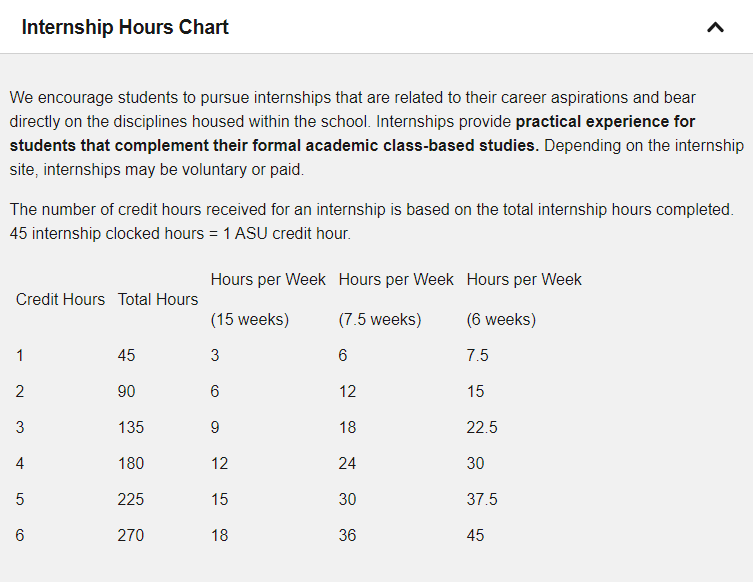 Internship Hours Chart
We encourage students to pursue internships that are related to their career aspirations and bear
directly on the disciplines housed within the school. Internships provide practical experience for
students that complement their formal academic class-based studies. Depending on the internship
site, internships may be voluntary or paid.
The number of credit hours received for an internship is based on the total internship hours completed.
45 internship clocked hours = 1 ASU credit hour.
Credit Hours Total Hours Hours per Week (15 weeks) Hours per Week (7.5 weeks) Hours per Week (6 weeks)
1 45 3 6 7.5
2 90 6 12 15
3 135 9 18 22.5
4 180 12 24 30
5 225 15 30 37.5
6 270 18 36 45